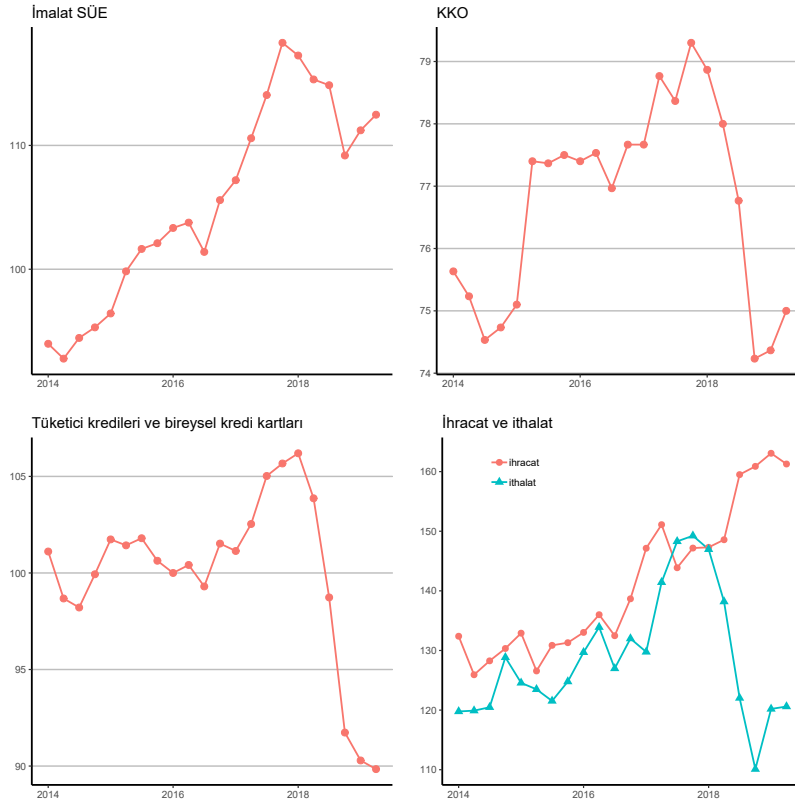 İmalat SÜE
110
100
2014 2016 2018
KKO
79
78
77
76
75
74
2014 2016 2018
Tüketici kredileri ve bireysel kredi kartları
105
100
95
90
2014 2016 2018
İhracat ve ithalat
ihracat
ithalat
160
150
140
130
120
110
2014 2016 2018